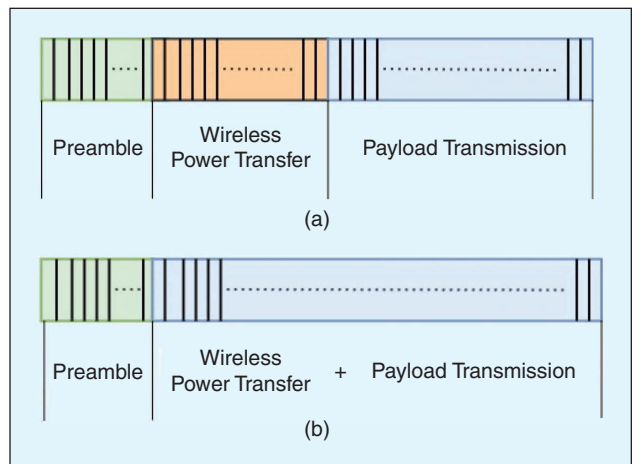 Preamble
Wireless
Power Transfer
Payload Transmission
(a)
Preamble
Wireless
Power Transfer
+
Payload Transmission
(b)